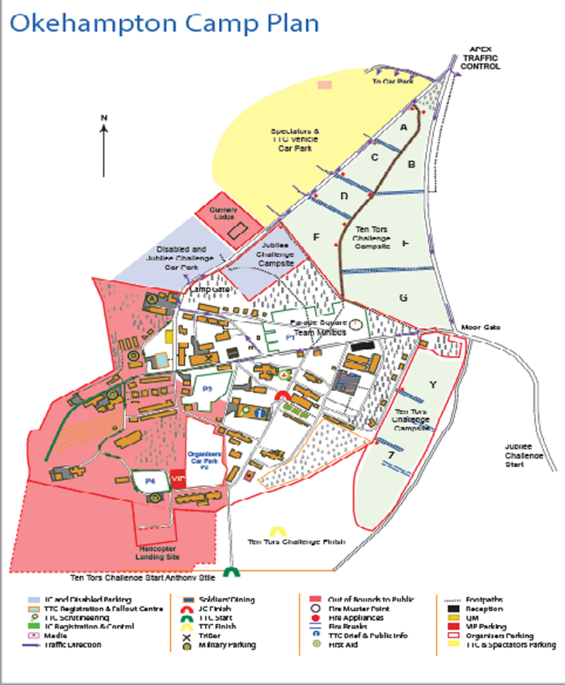 Okehampton Camp Plan
APEX
TRAFFIC
CONTROL
To Car Park
N
Spectators &
TTC Vehicle
Car Park
A
C
B
D
Gunnery
Lodge
Ten Tors
Challenge
Campsite
Disabled and
Jubilee Challenge
Car Park
Jubilee
Challenge
Campsite
Camp Gate
G
Parade Square
Team Minibus
P1
Moor Gate
P3
Y
Ten Tors
Challenge
Campsite
Jubilee
Challenge
Start
Organisers
Car Park
P2
P4
VIP
Helicopter
Landing Site
Ten Tors Challenge Finish
Ten Tors Challenge Start Anthony Stile
JC and Disabled Parking
TTC Registration & Fallout Centre
TTC Scrutineering
JC Registration & Control
Media
Traffic Direction
Soldiers' Dining
JC Finish
TTC Start
TTC Finish
Military Parking
Out of Bounds to Public
Fire Muster Point
Fire Appliances
Fire Breaks
TTC Brief & Public Info
First Aid
Footpaths
Reception
QM
VIP Parking
Organisers Parking
TTC & Spectators Parking